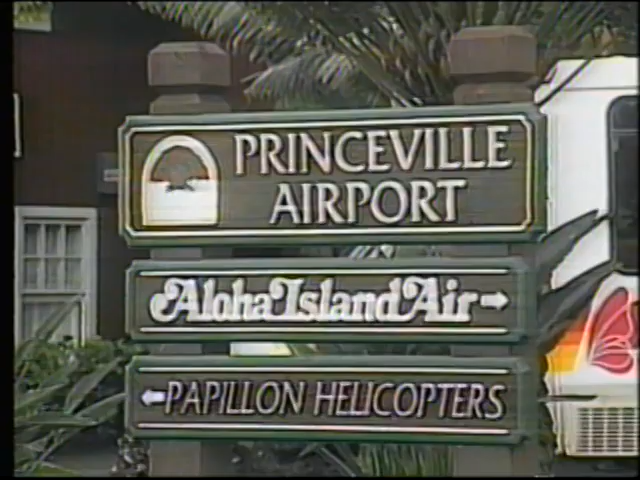 PRINCEVILLE
AIRPORT
Aloha Island Air →
← PAPILLON HELICOPTERS